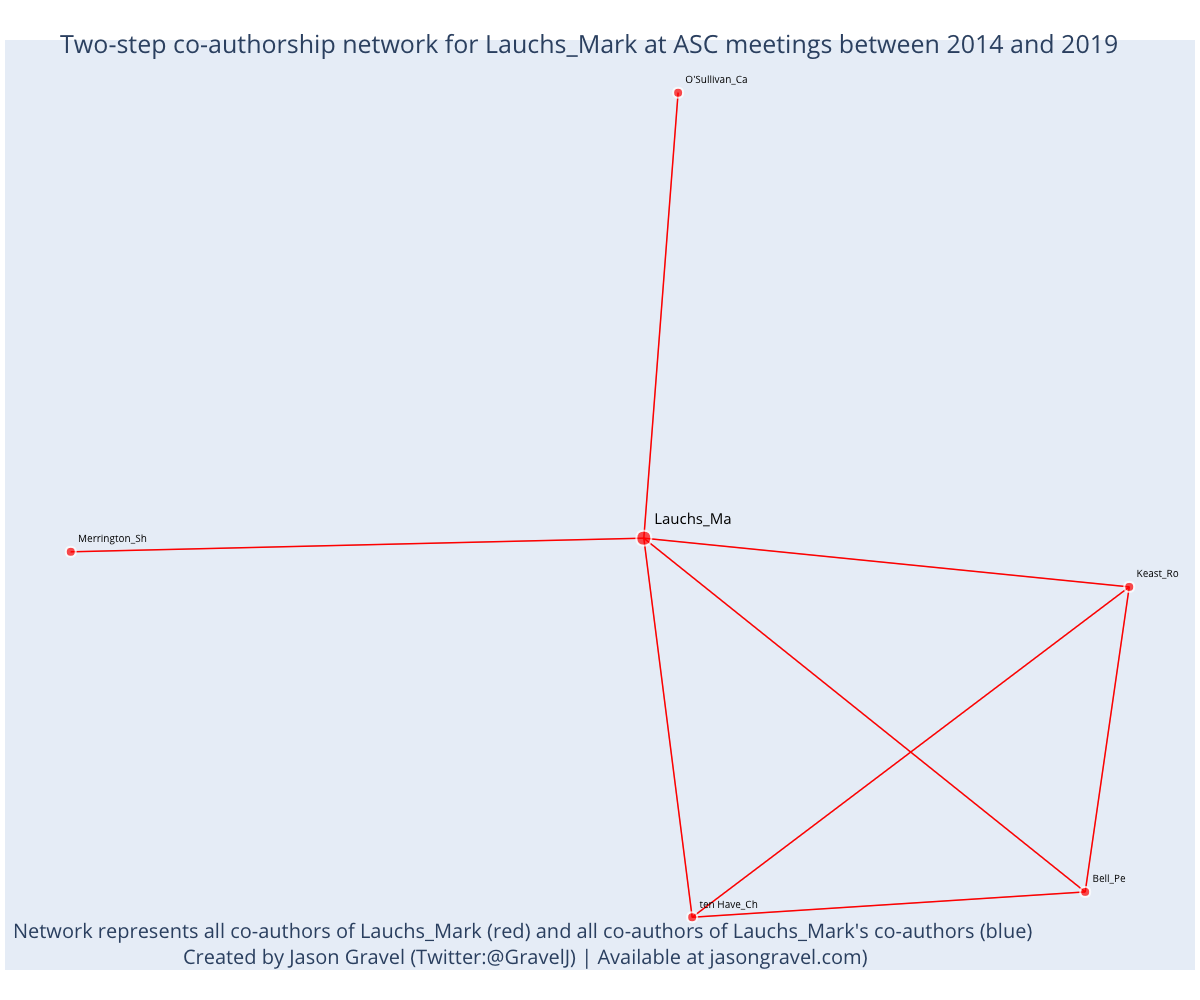 Two-step co-authorship network for Lauchs_Mark at ASC meetings between 2014 and 2019
O'Sullivan_Ca
Lauchs_Ma
Merrington_Sh
Keast_Ro
Bell_Pe
ten Have_Ch
Network represents all co-authors of Lauchs_Mark (red) and all co-authors of Lauchs_Mark's co-authors (blue)
Created by Jason Gravel (Twitter:@GravelJ) | Available at jasongravel.com)